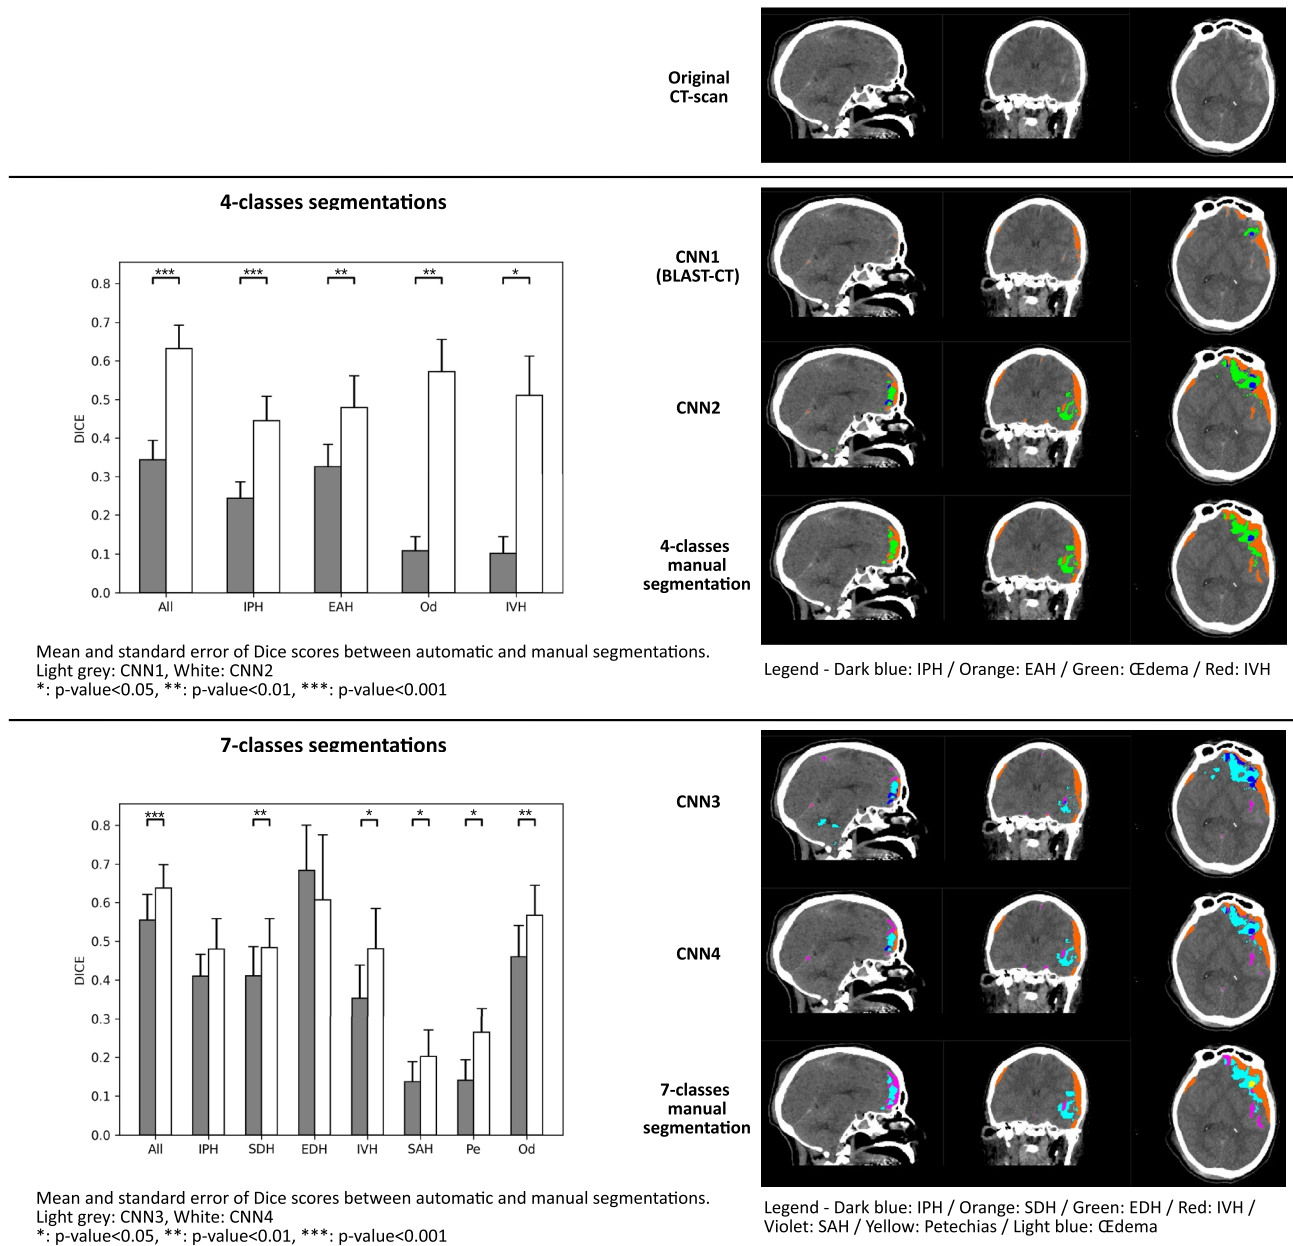 Original
CT-scan
4-classes segmentations
CNN1
(BLAST-CT)
CNN2
4-classes
manual
segmentation
DICE
0.8
0.7
0.6
0.5
0.4
0.3
0.2
0.1
0.0
*** *** ** ** *
All IPH EAH Od IVH
Mean and standard error of Dice scores between automatic and manual segmentations.
Light grey: CNN1, White: CNN2
*: p-value<0.05, **: p-value<0.01, ***: p-value<0.001
Legend - Dark blue: IPH / Orange: EAH / Green: Œdema / Red: IVH
7-classes segmentations
CNN3
CNN4
7-classes
manual
segmentation
DICE
0.8
0.7
0.6
0.5
0.4
0.3
0.2
0.1
0.0
*** ** * * * **
All IPH SDH EDH IVH SAH Pe Od
Mean and standard error of Dice scores between automatic and manual segmentations.
Light grey: CNN3, White: CNN4
*: p-value<0.05, **: p-value<0.01, ***: p-value<0.001
Legend - Dark blue: IPH / Orange: SDH / Green: EDH / Red: IVH /
Violet: SAH / Yellow: Petechias / Light blue: Œdema